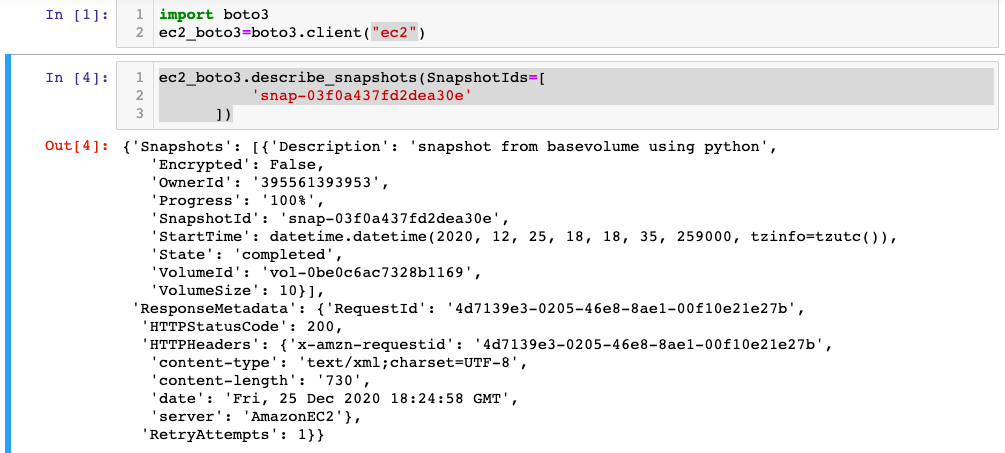 In [1]:
1 import boto3
2 ec2_boto3=boto3.client("ec2")
In [4]:
1 ec2_boto3.describe_snapshots(SnapshotIds=[
2 'snap-03f0a437fd2dea30e'
3 ])
Out[4]: {'Snapshots': [{'Description': 'snapshot from basevolume using python',
'Encrypted': False,
'OwnerId': '395561393953',
'Progress': '100%',
'SnapshotId': 'snap-03f0a437fd2dea30e',
'StartTime': datetime.datetime(2020, 12, 25, 18, 18, 35, 259000, tzinfo=tzutc()),
'State': 'completed',
'VolumeId': 'vol-0be0c6ac7328b1169',
'VolumeSize': 10}],
'ResponseMetadata': {'RequestId': '4d7139e3-0205-46e8-8ae1-00f10e21e27b',
'HTTPStatusCode': 200,
'HTTPHeaders': {'x-amzn-requestid': '4d7139e3-0205-46e8-8ae1-00f10e21e27b',
'content-type': 'text/xml;charset=UTF-8',
'content-length': '730',
'date': 'Fri, 25 Dec 2020 18:24:58 GMT',
'server': 'AmazonEC2'},
'RetryAttempts': 1}}